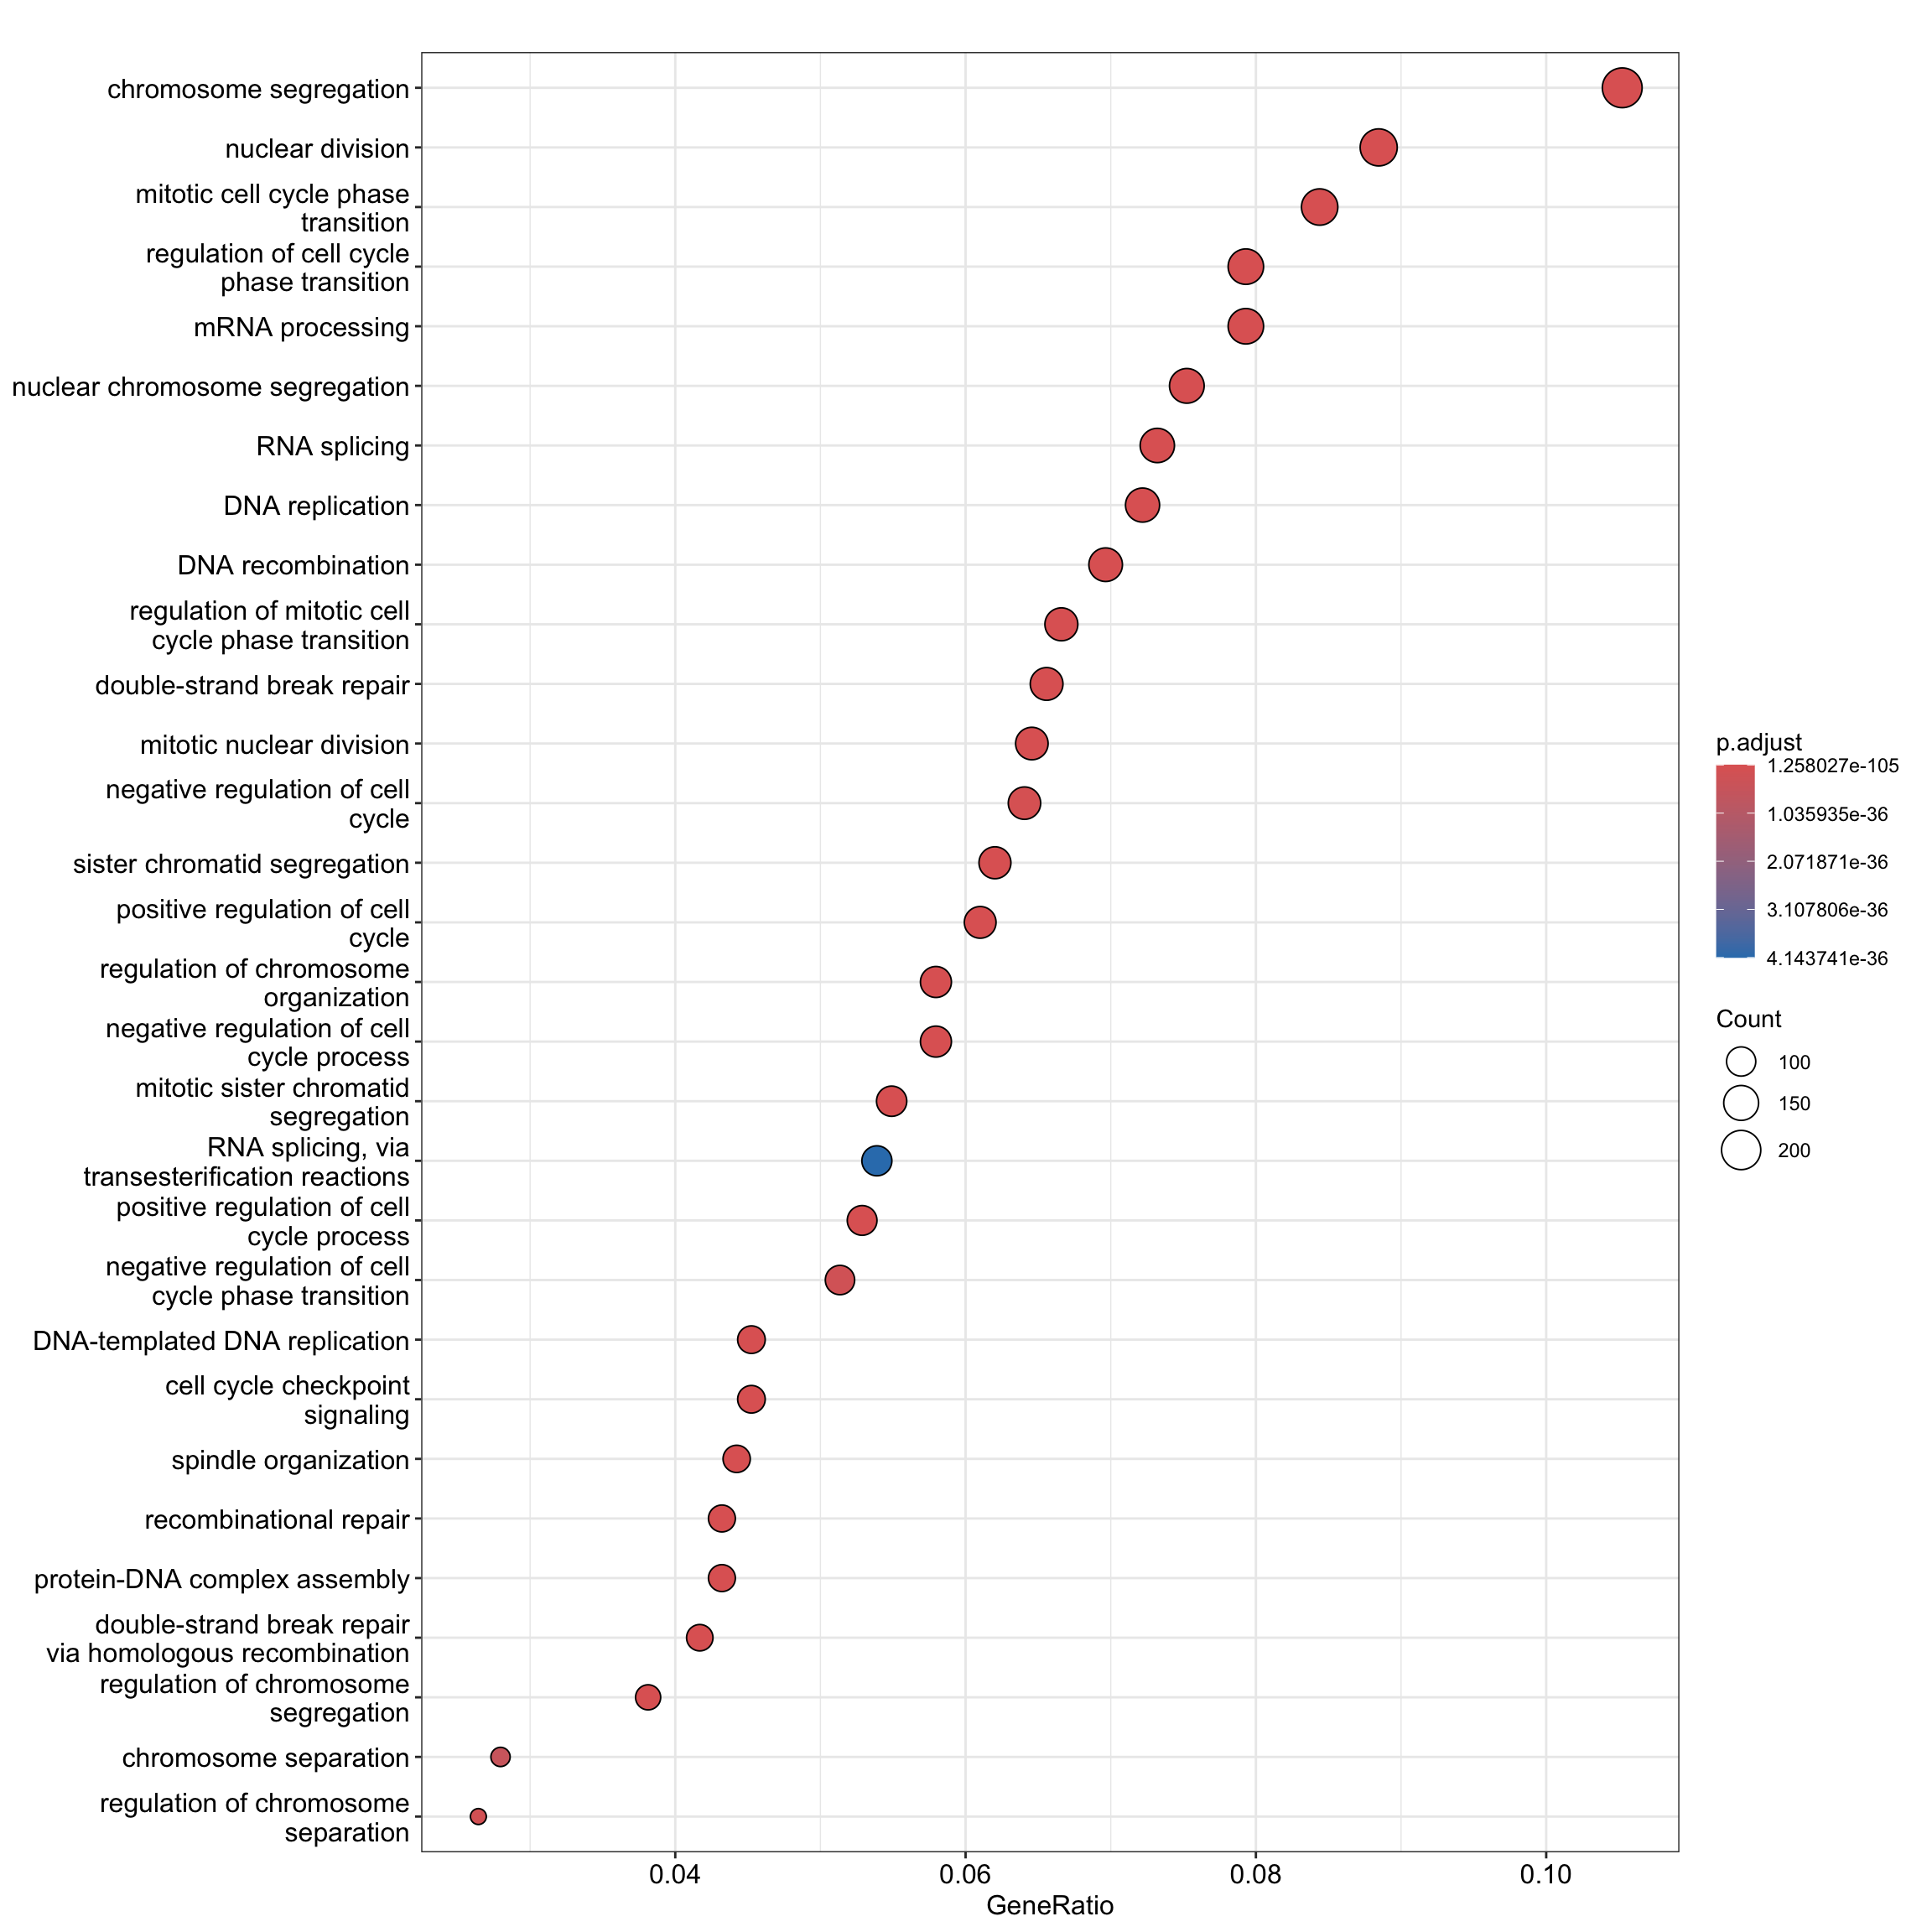 chromosome segregation
nuclear division
mitotic cell cycle phase
transition
regulation of cell cycle
phase transition
mRNA processing
nuclear chromosome segregation
RNA splicing
DNA replication
DNA recombination
regulation of mitotic cell
cycle phase transition
double-strand break repair
mitotic nuclear division
negative regulation of cell
cycle
sister chromatid segregation
positive regulation of cell
cycle
regulation of chromosome
organization
negative regulation of cell
cycle process
mitotic sister chromatid
segregation
RNA splicing, via
transesterification reactions
positive regulation of cell
cycle process
negative regulation of cell
cycle phase transition
DNA-templated DNA replication
cell cycle checkpoint
signaling
spindle organization
recombinational repair
protein-DNA complex assembly
double-strand break repair
via homologous recombination
regulation of chromosome
segregation
chromosome separation
regulation of chromosome
separation
0.04 0.06 0.08 0.10
GeneRatio
p.adjust
1.258027e-105
1.035935e-36
2.071871e-36
3.107806e-36
4.143741e-36
Count
100
150
200